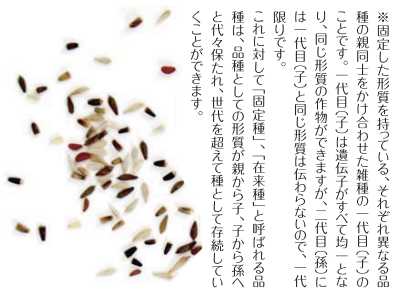 ※固定した形質を持っている、それぞれ異なる品
種の親同士をかけ合わせた雑種の一代目（子）の
ことです。一代目（子）は遺伝子がすべて均一とな
り、同じ形質の作物ができますが、二代目（孫）に
は一代目（子）と同じ形質は伝わらないので、一代
限りです。
これに対して「固定種」、「在来種」と呼ばれる品
種は、品種としての形質が親から子、子から孫へ
と代々保たれ、世代を超えて種として存続してい
くことができます。